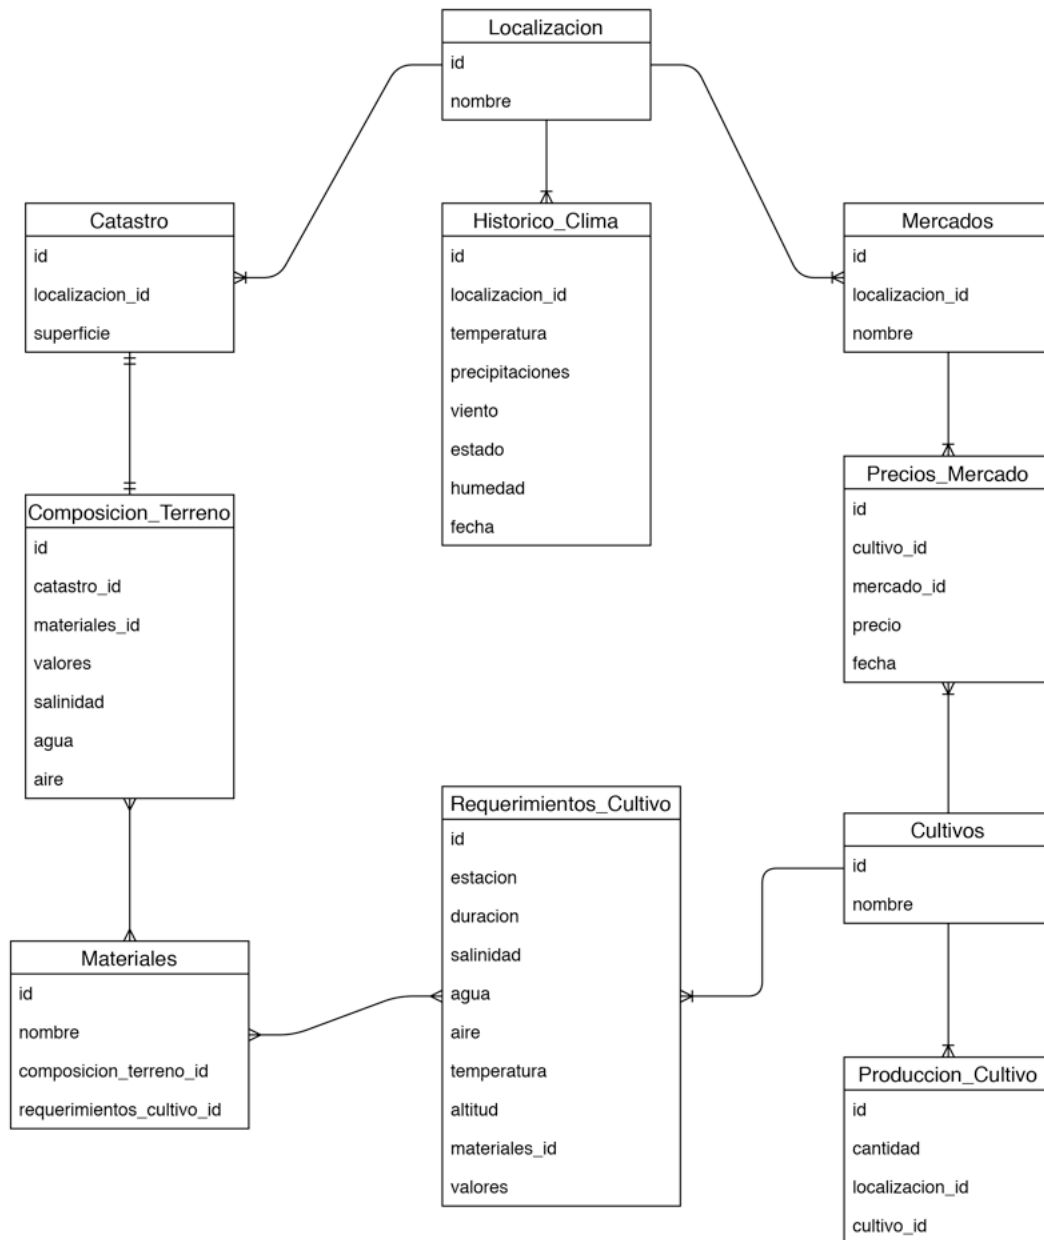 Localizacion
id
nombre
Catastro
id
localizacion_id
superficie
Historico_Clima
id
localizacion_id
temperatura
precipitaciones
viento
estado
humedad
fecha
Mercados
id
localizacion_id
nombre
Composicion_Terreno
id
catastro_id
materiales_id
valores
salinidad
agua
aire
Precios_Mercado
id
cultivo_id
mercado_id
precio
fecha
Requerimientos_Cultivo
id
estacion
duracion
salinidad
agua
aire
temperatura
altitud
materiales_id
valores
Cultivos
id
nombre
Materiales
id
nombre
composicion_terreno_id
requerimientos_cultivo_id
Produccion_Cultivo
id
cantidad
localizacion_id
cultivo_id